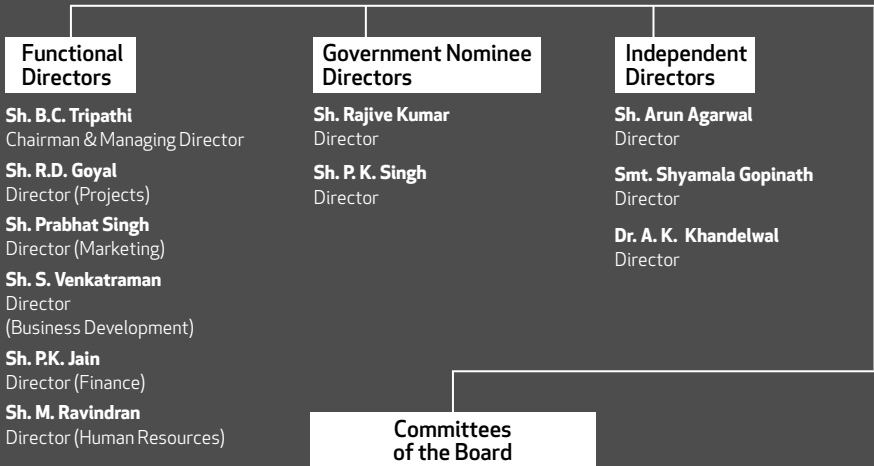 Functional
Directors
Sh. B.C. Tripathi
Chairman & Managing Director
Sh. R.D. Goyal
Director (Projects)
Sh. Prabhat Singh
Director (Marketing)
Sh. S. Venkatraman
Director
(Business Development)
Sh. P.K. Jain
Director (Finance)
Sh. M. Ravindran
Director (Human Resources)
Government Nominee
Directors
Sh. Rajive Kumar
Director
Sh. P. K. Singh
Director
Independent
Directors
Sh. Arun Agarwal
Director
Smt. Shyamala Gopinath
Director
Dr. A. K. Khandelwal
Director
Committees
of the Board